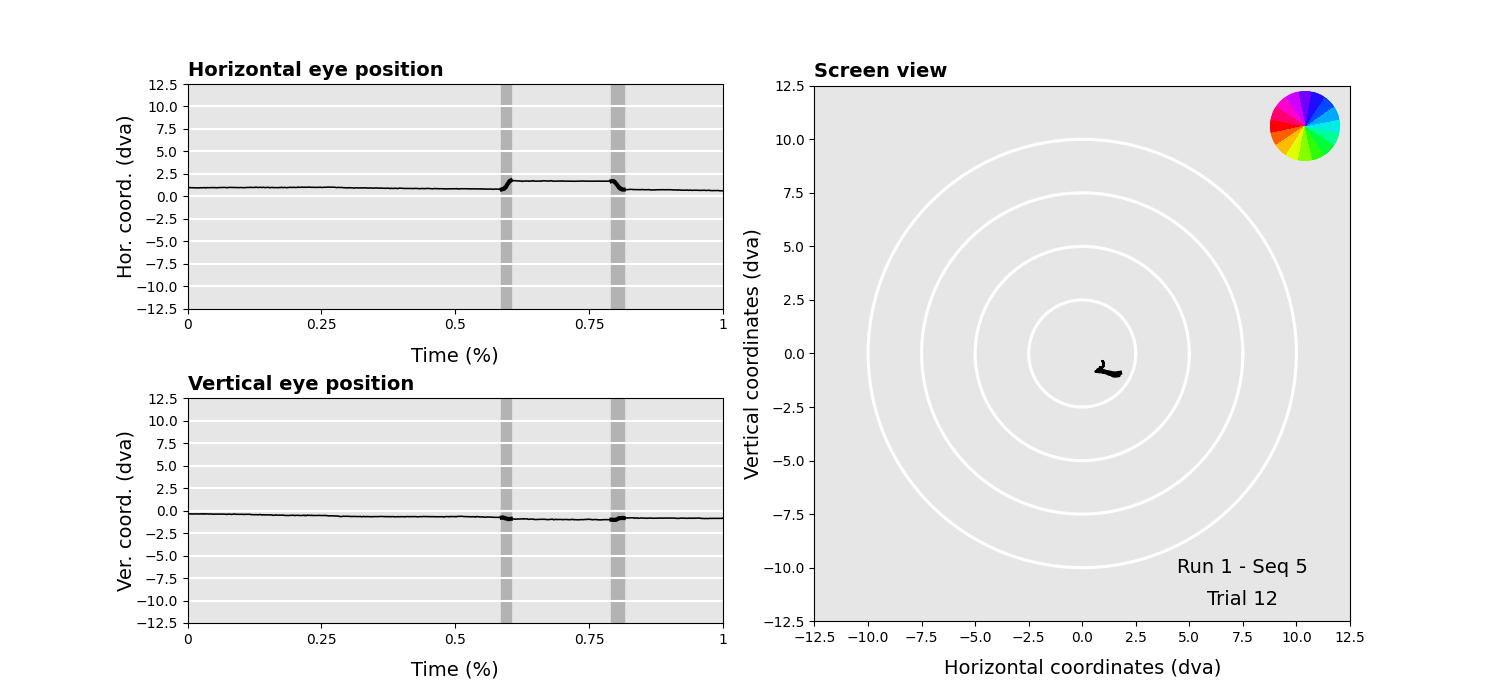 Horizontal eye position
12.5
10.0
7.5
5.0
2.5
0.0
−2.5
−5.0
−7.5
−10.0
−12.5
Hor. coord. (dva)
0 0.25 0.5 0.75 1
Time (%)
Vertical eye position
12.5
10.0
7.5
5.0
2.5
0.0
−2.5
−5.0
−7.5
−10.0
−12.5
Ver. coord. (dva)
0 0.25 0.5 0.75 1
Time (%)
Screen view
12.5
10.0
7.5
5.0
2.5
0.0
−2.5
−5.0
−7.5
−10.0
−12.5
Vertical coordinates (dva)
Run 1 - Seq 5
Trial 12
−12.5 −10.0 −7.5 −5.0 −2.5 0.0 2.5 5.0 7.5 10.0 12.5
Horizontal coordinates (dva)